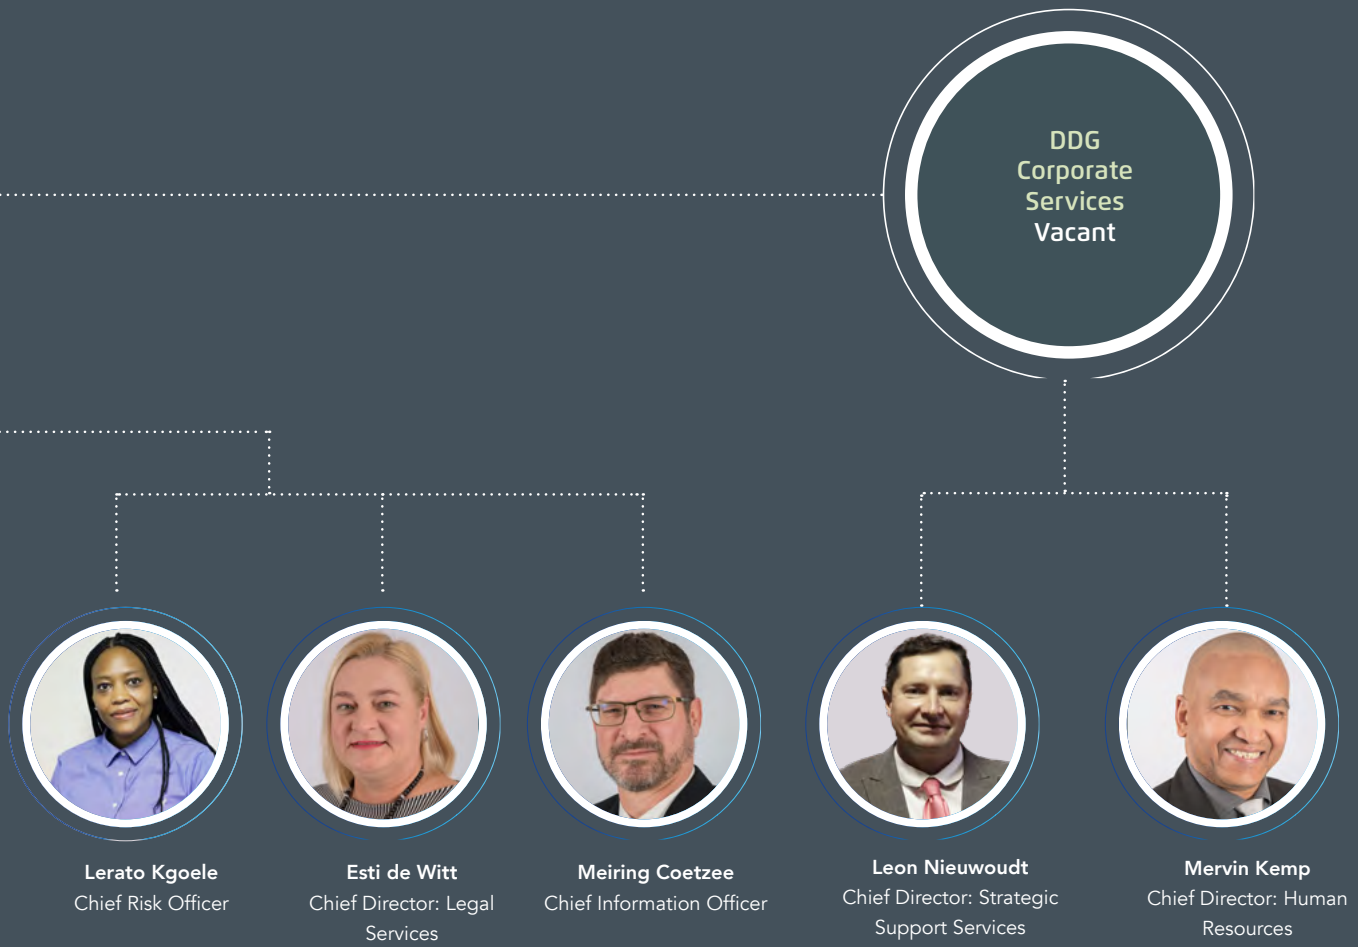 DDG
Corporate
Services
Vacant
Lerato Kgoele
Chief Risk Officer
Esti de Witt
Chief Director: Legal
Services
Meiring Coetzee
Chief Information Officer
Leon Nieuwoudt
Chief Director: Strategic
Support Services
Mervin Kemp
Chief Director: Human
Resources